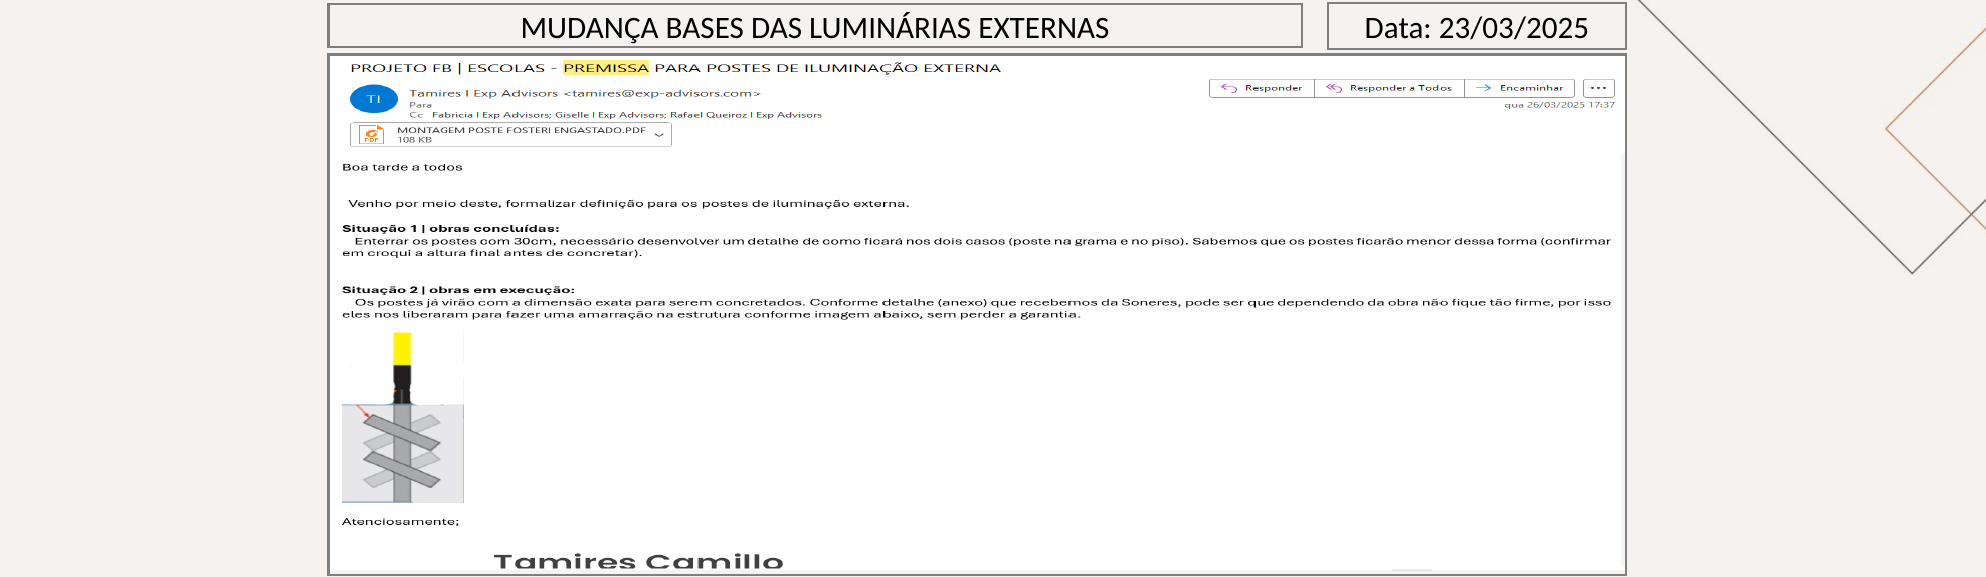 MUDANÇA BASES DAS LUMINÁRIAS EXTERNAS
Data: 23/03/2025
PROJETO FB | ESCOLAS - PREMISSA PARA POSTES DE ILUMINAÇÃO EXTERNA
TI
Tamires I Exp Advisors <tamires@exp-advisors.com>
Para
Cc Fabricia I Exp Advisors; Giselle I Exp Advisors; Rafael Queiroz I Exp Advisors
Responder
Responder a Todos
Encaminhar
qua 26/03/2025 17:37
PDF
MONTAGEM POSTE FOSTERI ENGASTADO.PDF
108 KB
Boa tarde a todos
Venho por meio deste, formalizar definição para os postes de iluminação externa.
Situação 1 | obras concluídas:
Enterrar os postes com 30cm, necessário desenvolver um detalhe de como ficará nos dois casos (poste na grama e no piso). Sabemos que os postes ficarão menor dessa forma (confirmar
em croqui a altura final antes de concretar).
Situação 2 | obras em execução:
Os postes já virão com a dimensão exata para serem concretados. Conforme detalhe (anexo) que recebemos da Soneres, pode ser que dependendo da obra não fique tão firme, por isso
eles nos liberaram para fazer uma amarração na estrutura conforme imagem abaixo, sem perder a garantia.
Atenciosamente;
Tamires Camillo